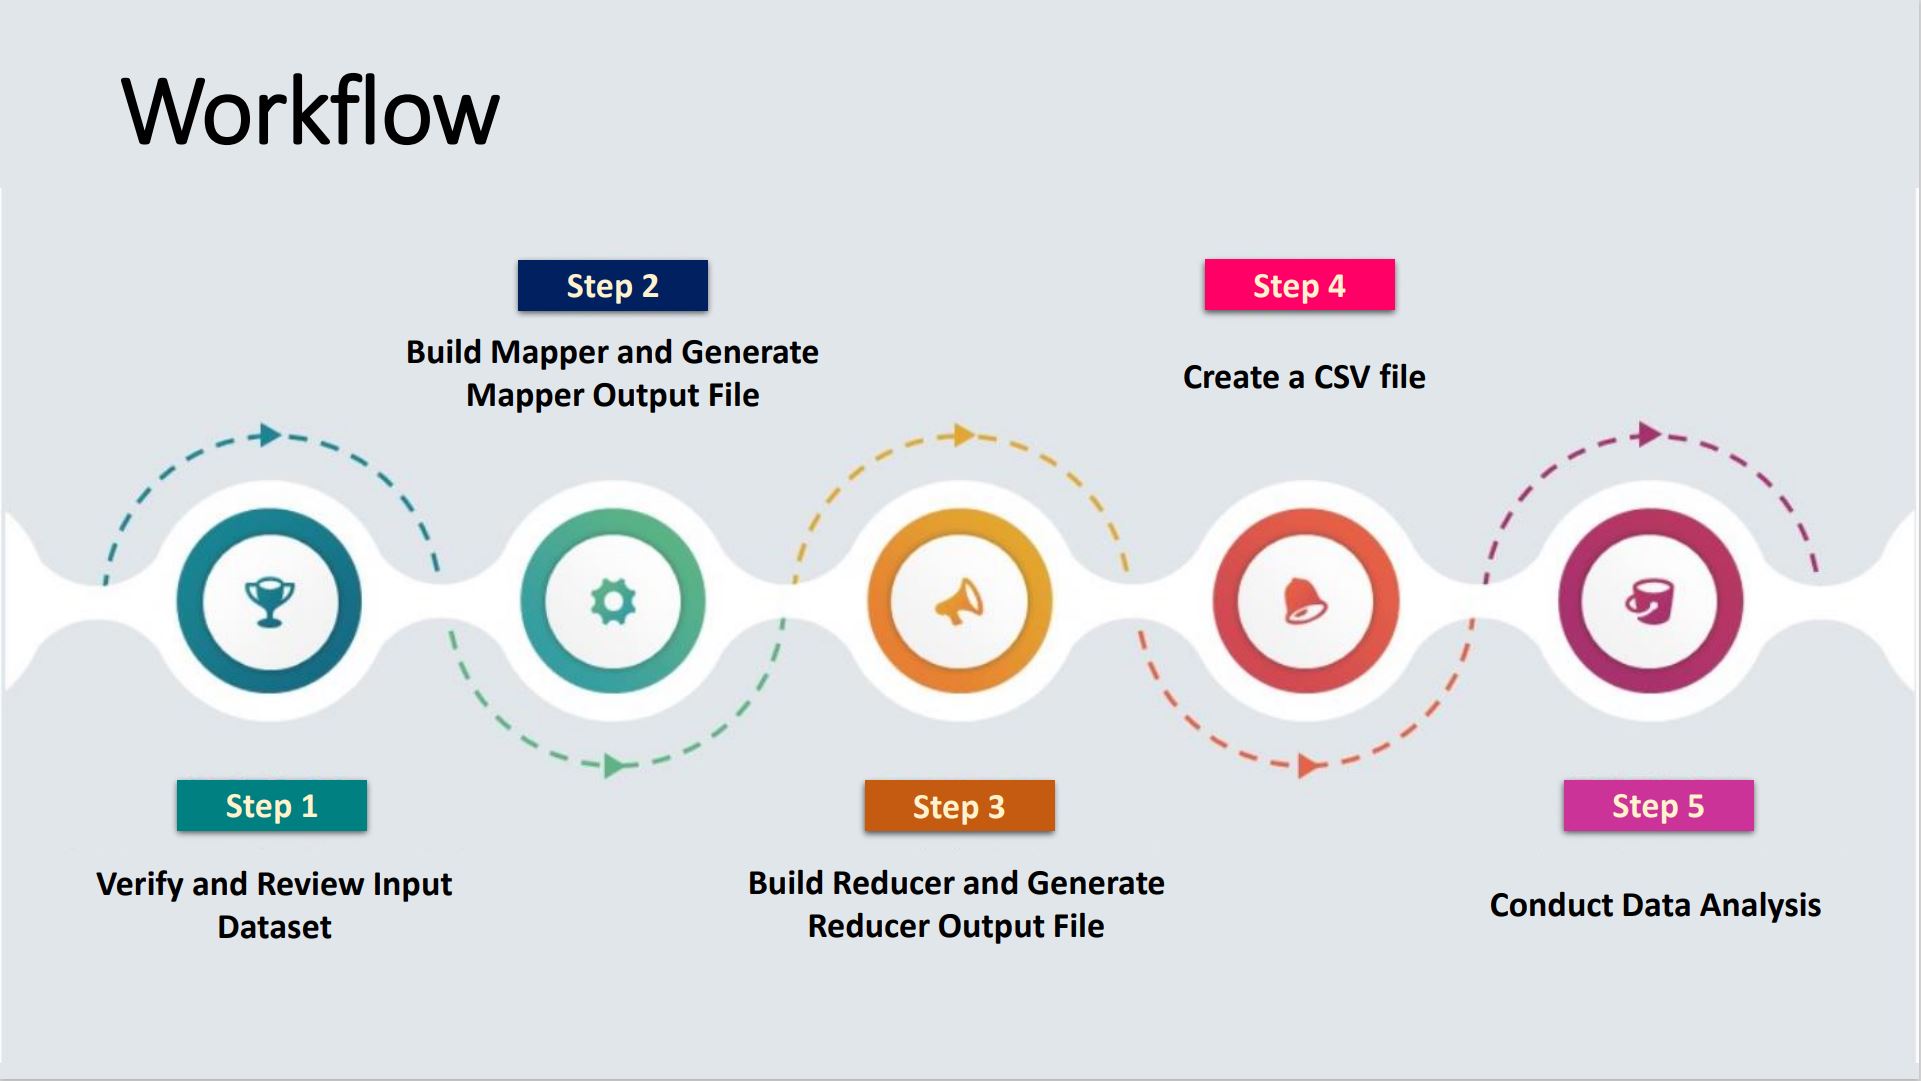 Workflow
Step 1
Verify and Review Input
Dataset
Step 2
Build Mapper and Generate
Mapper Output File
Step 3
Build Reducer and Generate
Reducer Output File
Step 4
Create a CSV file
Step 5
Conduct Data Analysis